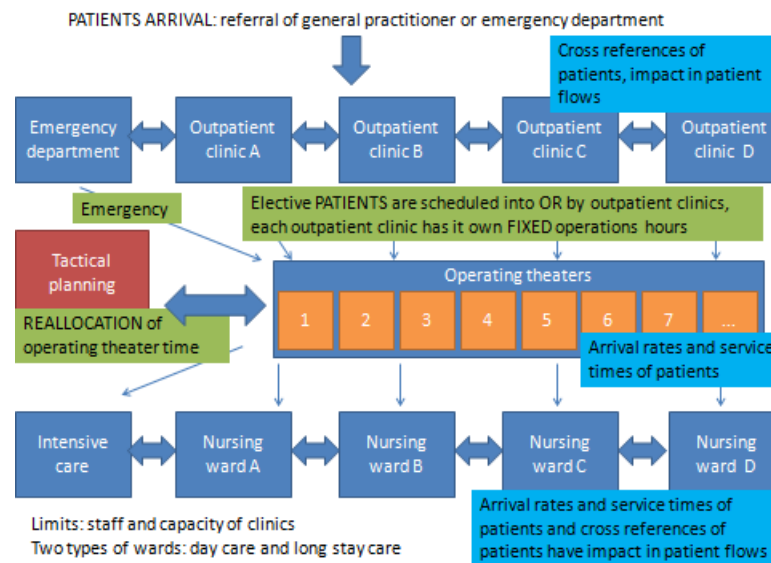 PATIENTS ARRIVAL: referral of general practitioner or emergency department
Cross references of
patients, impact in patient
flows
Emergency
department
Outpatient
clinic A
Outpatient
clinic B
Outpatient
clinic C
Outpatient
clinic D
Emergency
Elective PATIENTS are scheduled into OR by outpatient clinics,
each outpatient clinic has it own FIXED operations hours
Tactical
planning
REALLOCATION of
operating theater time
Operating theaters
1
2
3
4
5
6
7
...
Arrival rates and service
times of patients
Intensive
care
Nursing
ward A
Nursing
ward B
Nursing
ward C
Nursing
ward D
Limits: staff and capacity of clinics
Two types of wards: day care and long stay care
Arrival rates and service times of
patients and cross references of
patients have impact in patient flows